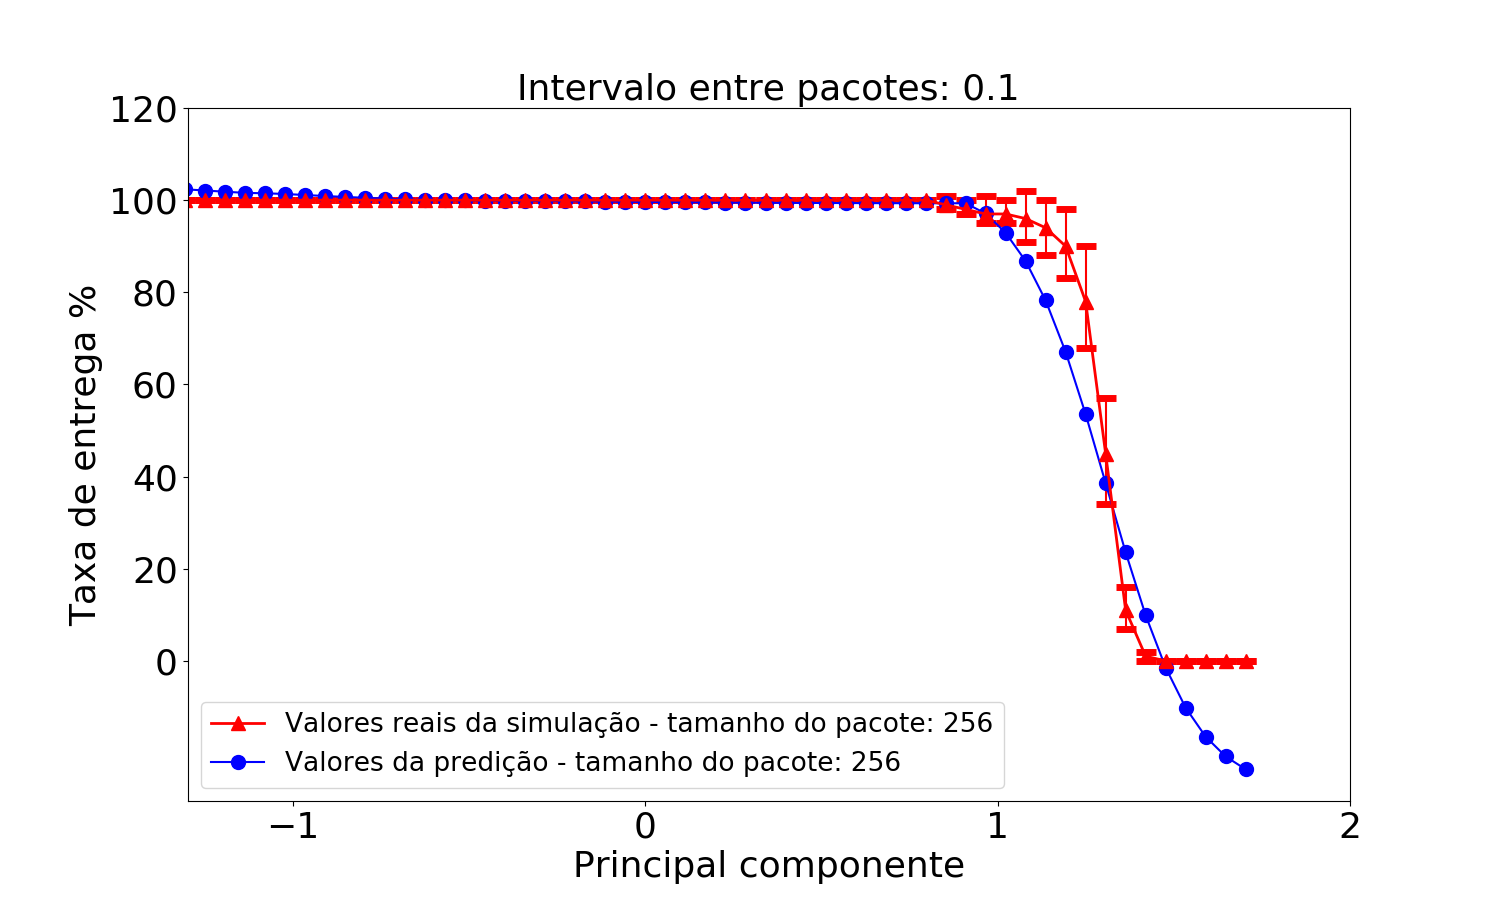 Intervalo entre pacotes: 0.1
120
100
80
60
40
20
0
Taxa de entrega %
Valores reais da simulação - tamanho do pacote: 256
Valores da predição - tamanho do pacote: 256
−1 0 1 2
Principal componente